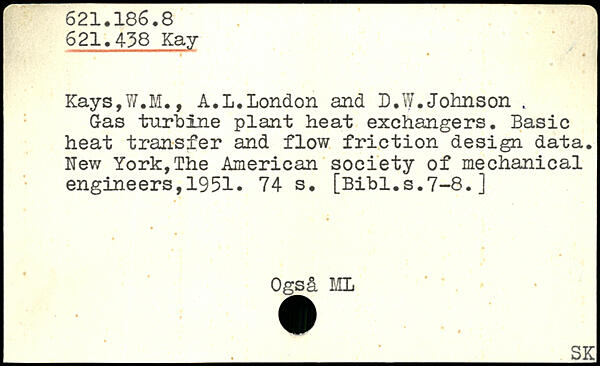 621.186.8
621.438 Kay
Kays,W.M., A.L.London and D.W.Johnson.
Gas turbine plant heat exchangers. Basic
heat transfer and flow friction design data.
New York,The American society of mechanical
engineers,1951. 74 s. [Bibl.s.7-8.]
Også ML
SK